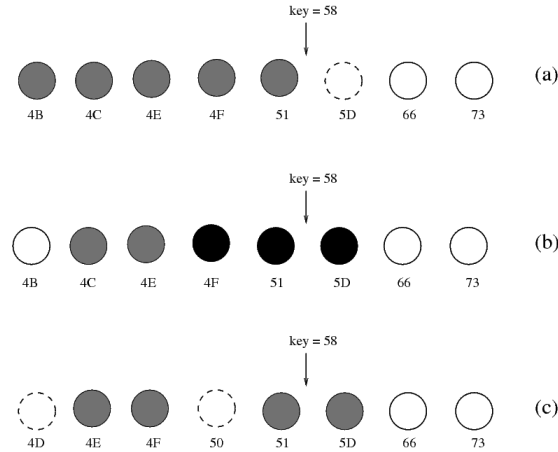 key = 58
(a)
4B 4C 4E 4F 51 5D 66 73
key = 58
(b)
4B 4C 4E 4F 51 5D 66 73
key = 58
(c)
4D 4E 4F 50 51 5D 66 73